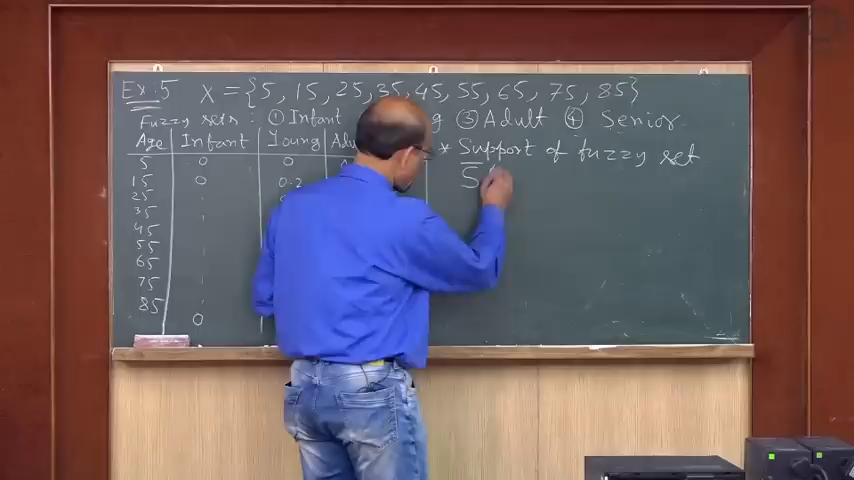 Ex. 5 X = {5, 15, 25, 35, 45, 55, 65, 75, 85}
Fuzzy sets : ① Infant ③ Adult ④ Senior
Age Infant Young
5 0 0
15 0 0.2
25
35
45
55
65
75
85 0
* Support of fuzzy set
S